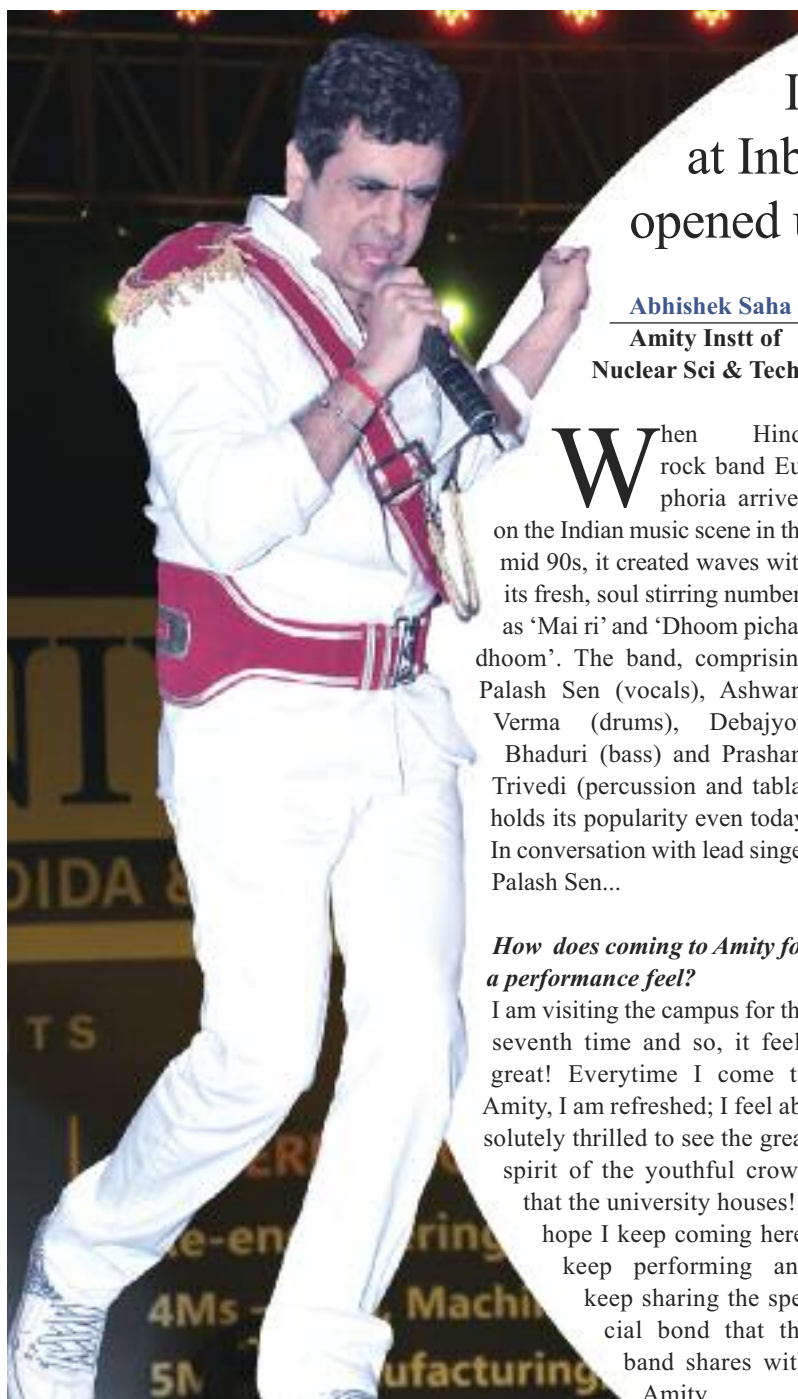 I
at Inb
opened
Abhishek Saha
Amity Instt of
Nuclear Sci & Tech
When Hind
rock band Eu
phoria arrive
on the Indian music scene in th
mid 90s, it created waves wit
its fresh, soul stirring number
as ‘Mai ri’ and ‘Dhoom picha
dhoom’. The band, comprisin
Palash Sen (vocals), Ashwan
Verma (drums), Debajyo
Bhaduri (bass) and Prashan
Trivedi (percussion and tabla
holds its popularity even today
In conversation with lead singe
Palash Sen...
How does coming to Amity fo
a performance feel?
I am visiting the campus for th
seventh time and so, it feel
great! Everytime I come t
Amity, I am refreshed; I feel ab
solutely thrilled to see the grea
spirit of the youthful crow
that the university houses!
hope I keep coming here
keep performing an
keep sharing the spe
cial bond that th
band shares wit
Amity
NI
OIDA &
TS
ER
e-en ring
4Ms - , Machi
5M ufacturing